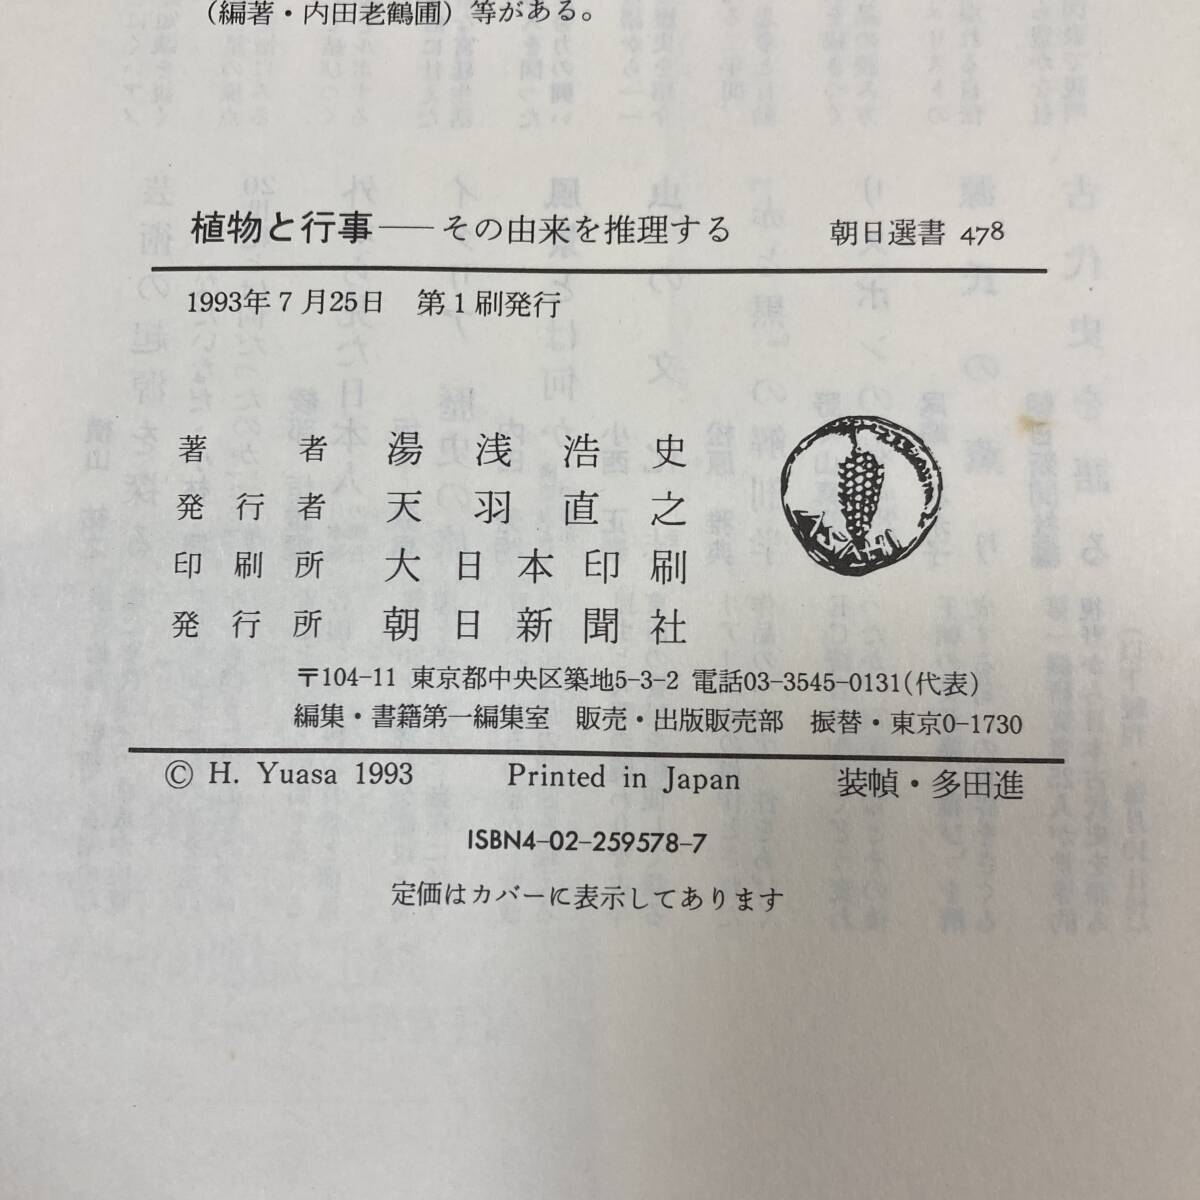 （編著・内田老鶴圃）等がある。
植物と行事――その由来を推理する　朝日選書 478
1993年7月25日　第1刷発行
著者　湯浅浩史
発行者　天羽直之
印刷所　大日本印刷
発行所　朝日新聞社
〒104-11 東京都中央区築地5-3-2 電話03-3545-0131(代表)
編集・書籍第一編集室　販売・出版販売部　振替・東京0-1730
© H. Yuasa 1993　Printed in Japan　装幀・多田進
ISBN4-02-259578-7
定価はカバーに表示してあります
ASAHI